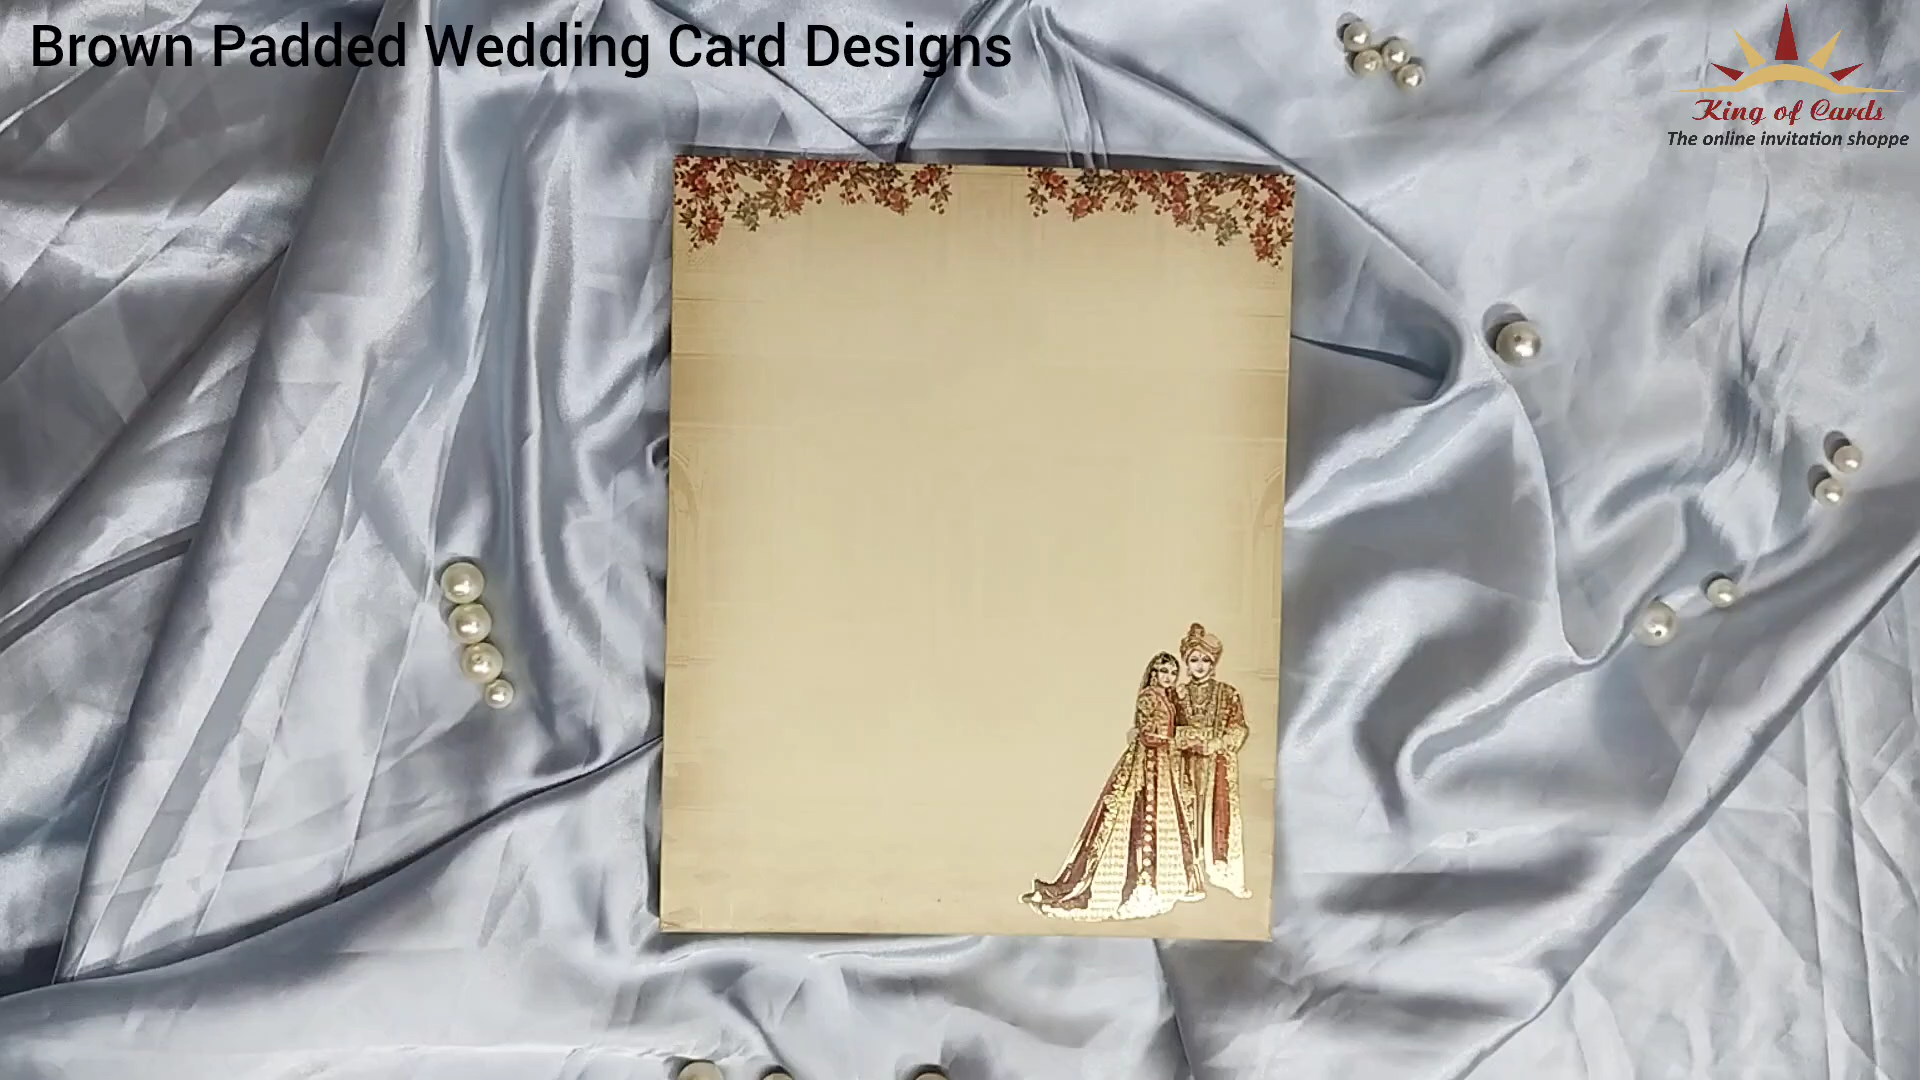 Brown Padded Wedding Card Designs
King of Cards
The online invitation shoppe